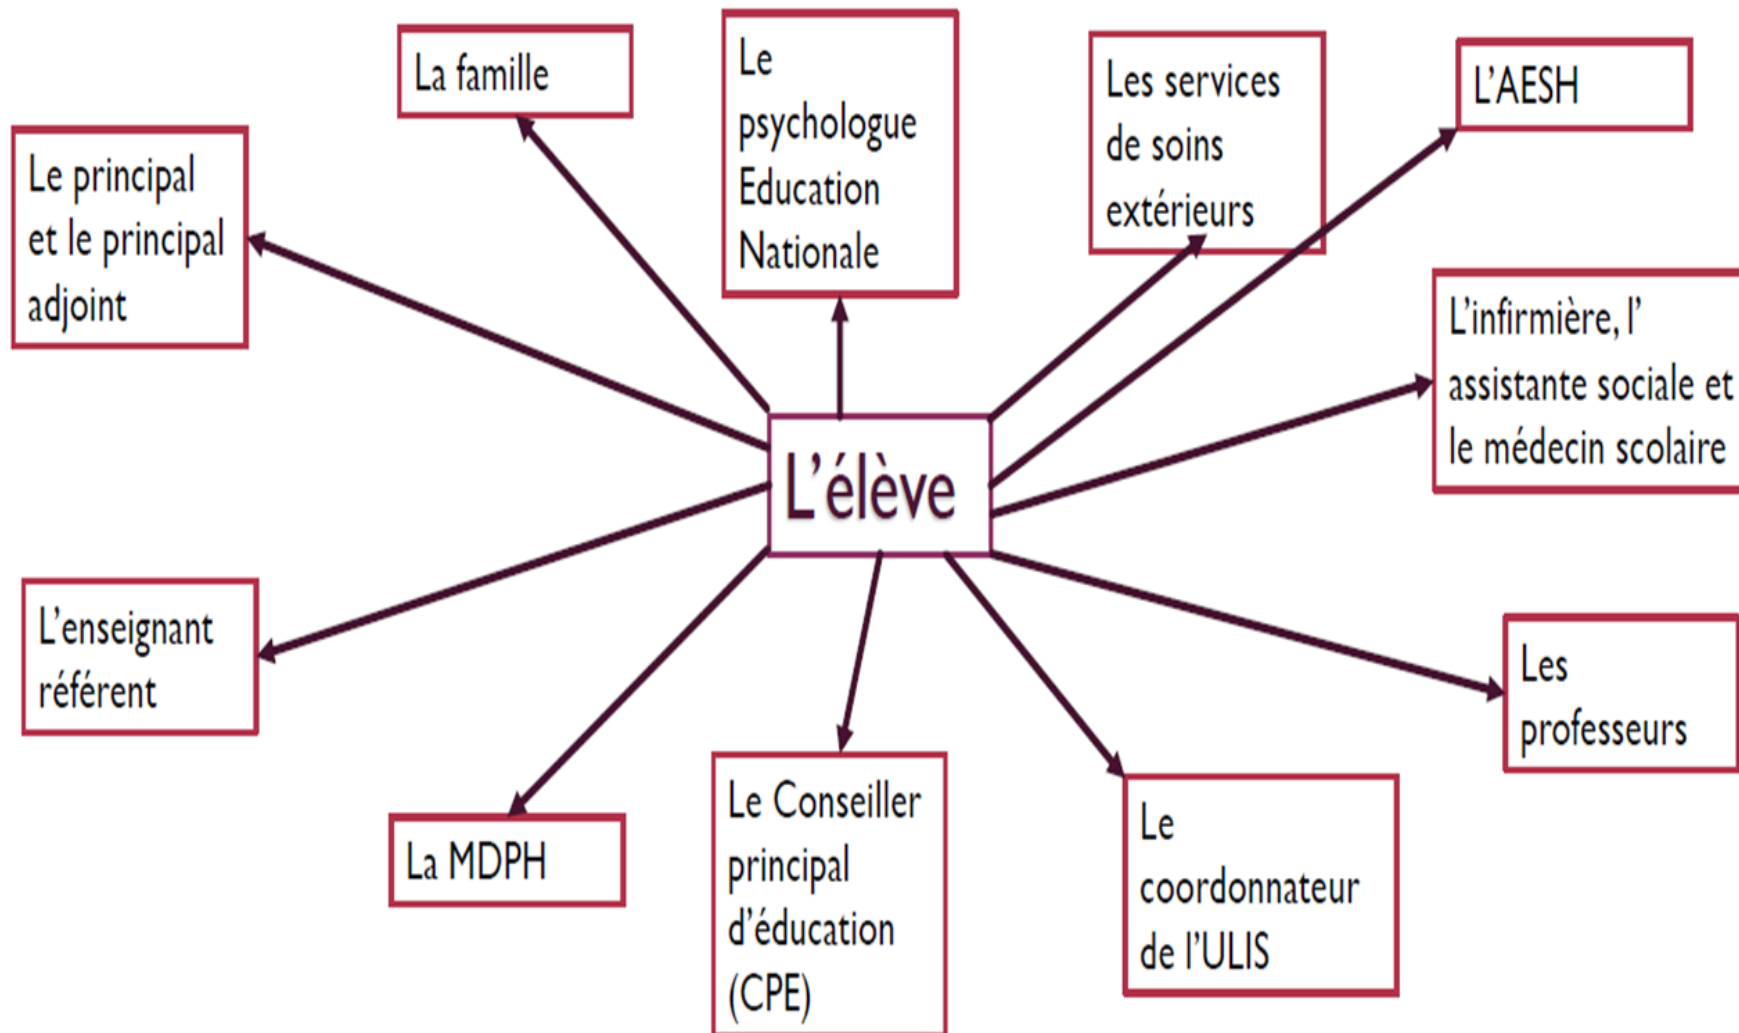 La famille
Le
psychologue
Education
Nationale
Les services
de soins
extérieurs
L'AESH
Le principal
et le principal
adjoint
L'infirmière, l'
assistante sociale et
le médecin scolaire
L'élève
L'enseignant
référent
Les
professeurs
La MDPH
Le Conseiller
principal
d'éducation
(CPE)
Le
coordonnateur
de l'ULIS